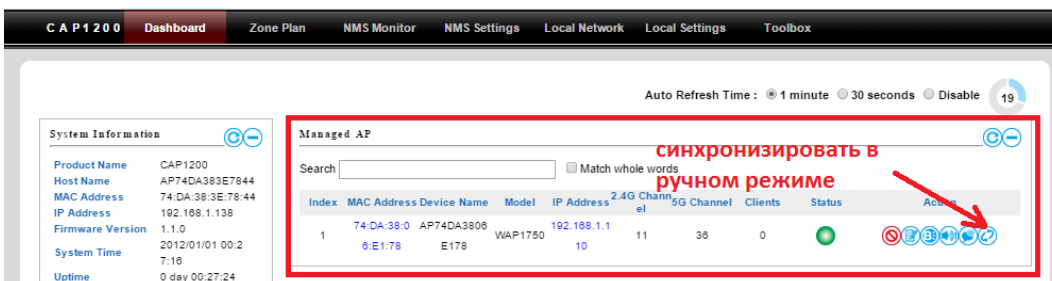 CAP1200 Dashboard Zone Plan NMS Monitor NMS Settings Local Network Local Settings Toolbox
Auto Refresh Time : 1 minute 30 seconds Disable 19
System Information
Product Name CAP1200
Host Name AP74DA383E7844
MAC Address 74:DA:38:3E:78:44
IP Address 192.168.1.138
Firmware Version 1.1.0
System Time 2012/01/01 00:2
7:16
Uptime 0 day 00:27:24
Managed AP
Search Match whole words
синхронизировать в
ручном режиме
Index MAC Address Device Name Model IP Address 2.4G Chann
el 5G Channel Clients Status Action
1 74:DA:38:0 AP74DA3806 WAP1750 192.168.1.1 11 36 0
6:E1:78 E178 10